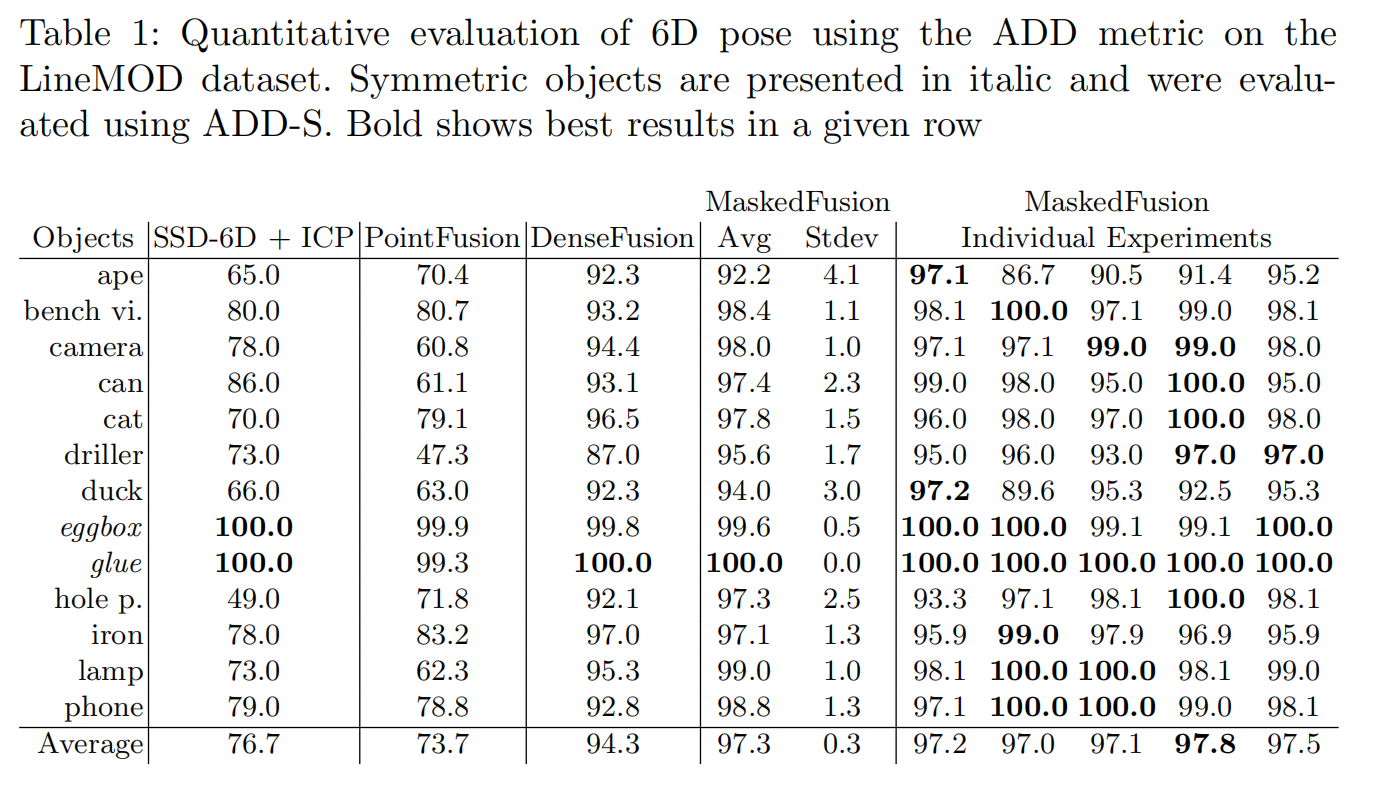 Table 1: Quantitative evaluation of 6D pose using the ADD metric on the
LineMOD dataset. Symmetric objects are presented in italic and were evalu-
ated using ADD-S. Bold shows best results in a given row
MaskedFusion MaskedFusion
Objects SSD-6D + ICP PointFusion DenseFusion Avg Stdev Individual Experiments
ape 65.0 70.4 92.3 92.2 4.1 97.1 86.7 90.5 91.4 95.2
bench vi. 80.0 80.7 93.2 98.4 1.1 98.1 100.0 97.1 99.0 98.1
camera 78.0 60.8 94.4 98.0 1.0 97.1 97.1 99.0 99.0 98.0
can 86.0 61.1 93.1 97.4 2.3 99.0 98.0 95.0 100.0 95.0
cat 70.0 79.1 96.5 97.8 1.5 96.0 98.0 97.0 100.0 98.0
driller 73.0 47.3 87.0 95.6 1.7 95.0 96.0 93.0 97.0 97.0
duck 66.0 63.0 92.3 94.0 3.0 97.2 89.6 95.3 92.5 95.3
eggbox 100.0 99.9 99.8 99.6 0.5 100.0 100.0 99.1 99.1 100.0
glue 100.0 99.3 100.0 100.0 0.0 100.0 100.0 100.0 100.0 100.0
hole p. 49.0 71.8 92.1 97.3 2.5 93.3 97.1 98.1 100.0 98.1
iron 78.0 83.2 97.0 97.1 1.3 95.9 99.0 97.9 96.9 95.9
lamp 73.0 62.3 95.3 99.0 1.0 98.1 100.0 100.0 98.1 99.0
phone 79.0 78.8 92.8 98.8 1.3 97.1 100.0 100.0 99.0 98.1
Average 76.7 73.7 94.3 97.3 0.3 97.2 97.0 97.1 97.8 97.5